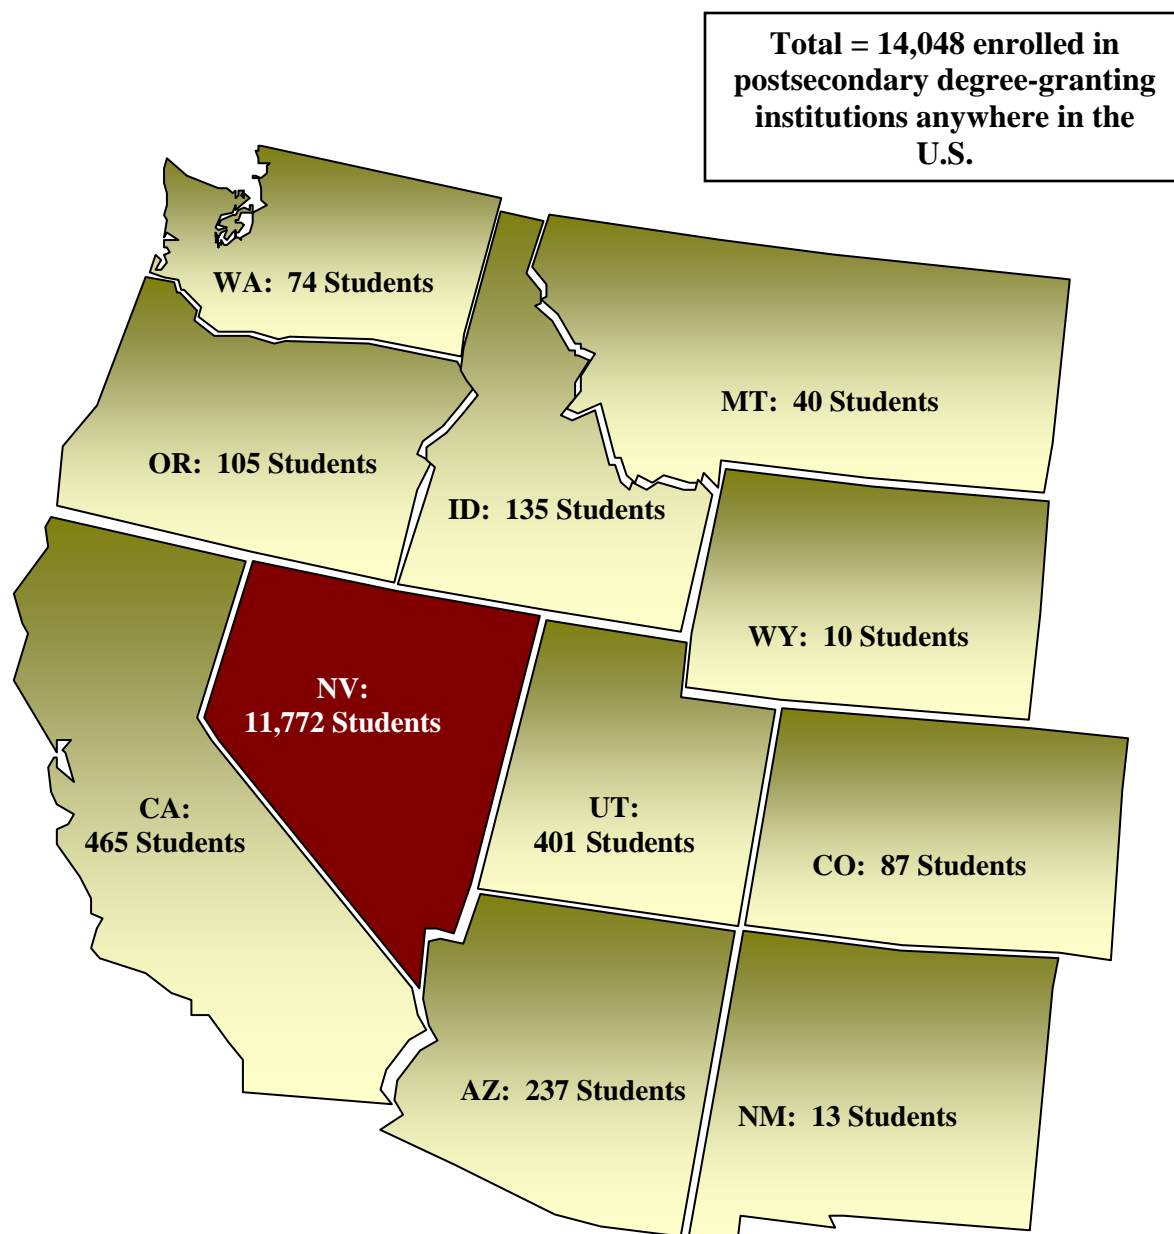 Total = 14,048 enrolled in
postsecondary degree-granting
institutions anywhere in the
U.S.
WA: 74 Students
MT: 40 Students
OR: 105 Students
ID: 135 Students
WY: 10 Students
NV:
11,772 Students
CA:
465 Students
UT:
401 Students
CO: 87 Students
AZ: 237 Students
NM: 13 Students